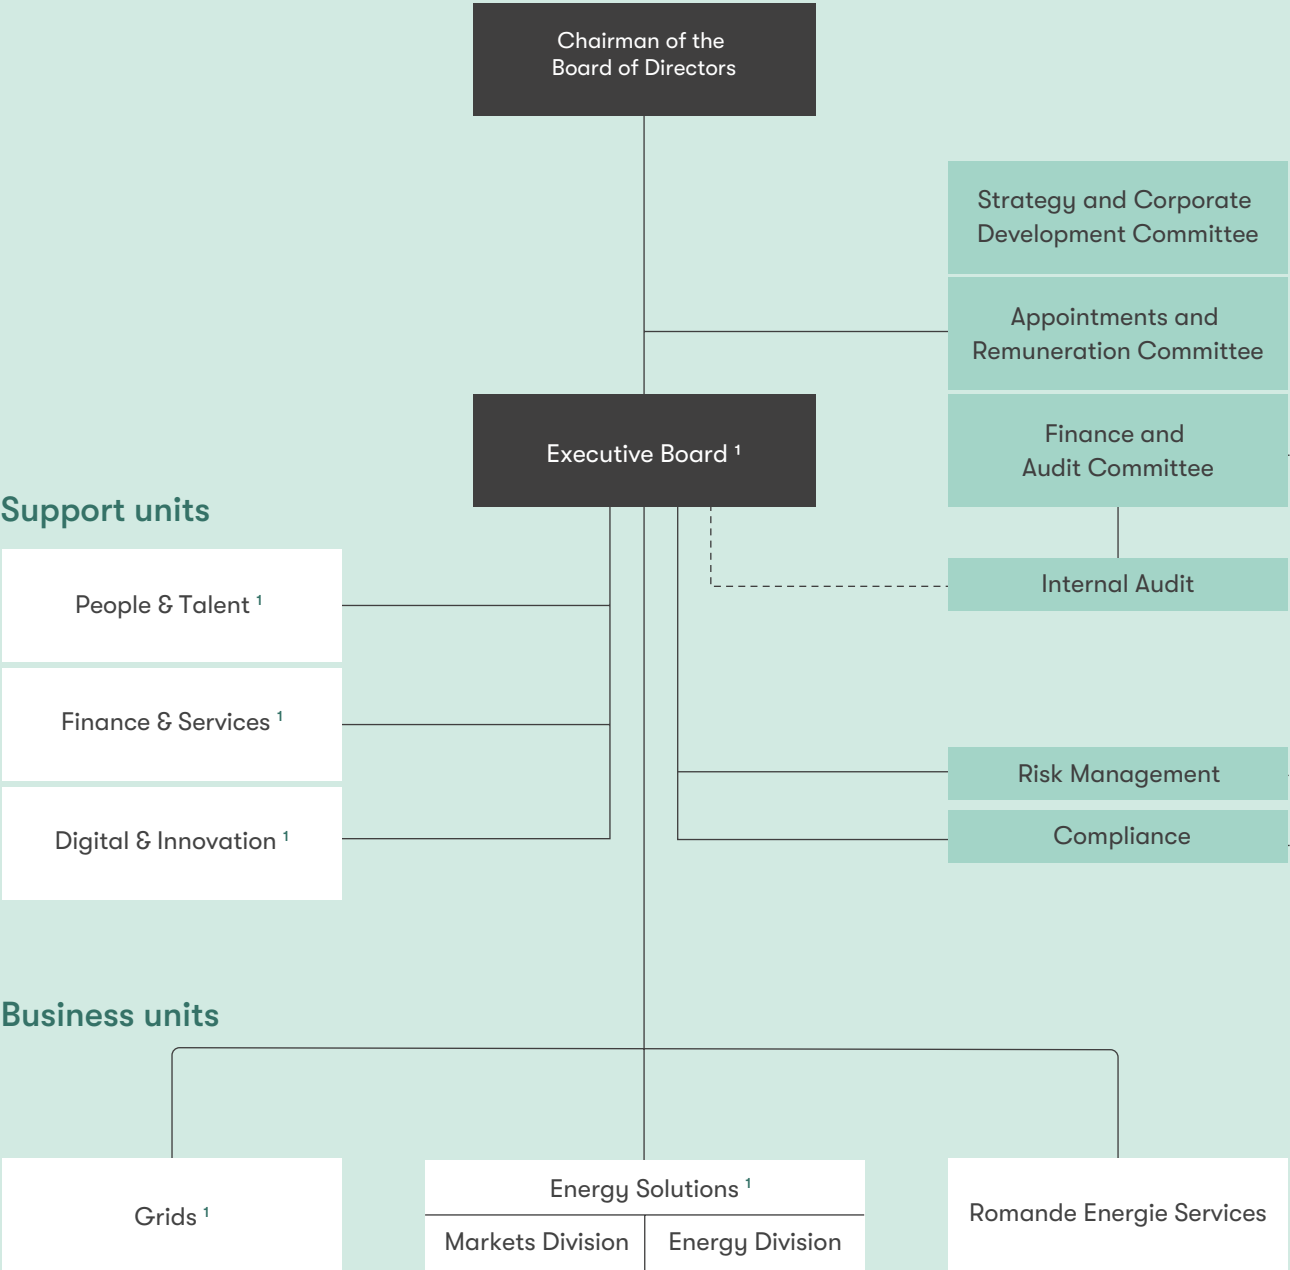 Chairman of the
Board of Directors
Strategy and Corporate
Development Committee
Appointments and
Remuneration Committee
Executive Board ¹
Finance and
Audit Committee
Support units
Internal Audit
People & Talent ¹
Finance & Services ¹
Digital & Innovation ¹
Risk Management
Compliance
Business units
Grids ¹
Energy Solutions ¹
Markets Division
Energy Division
Romande Energie Services